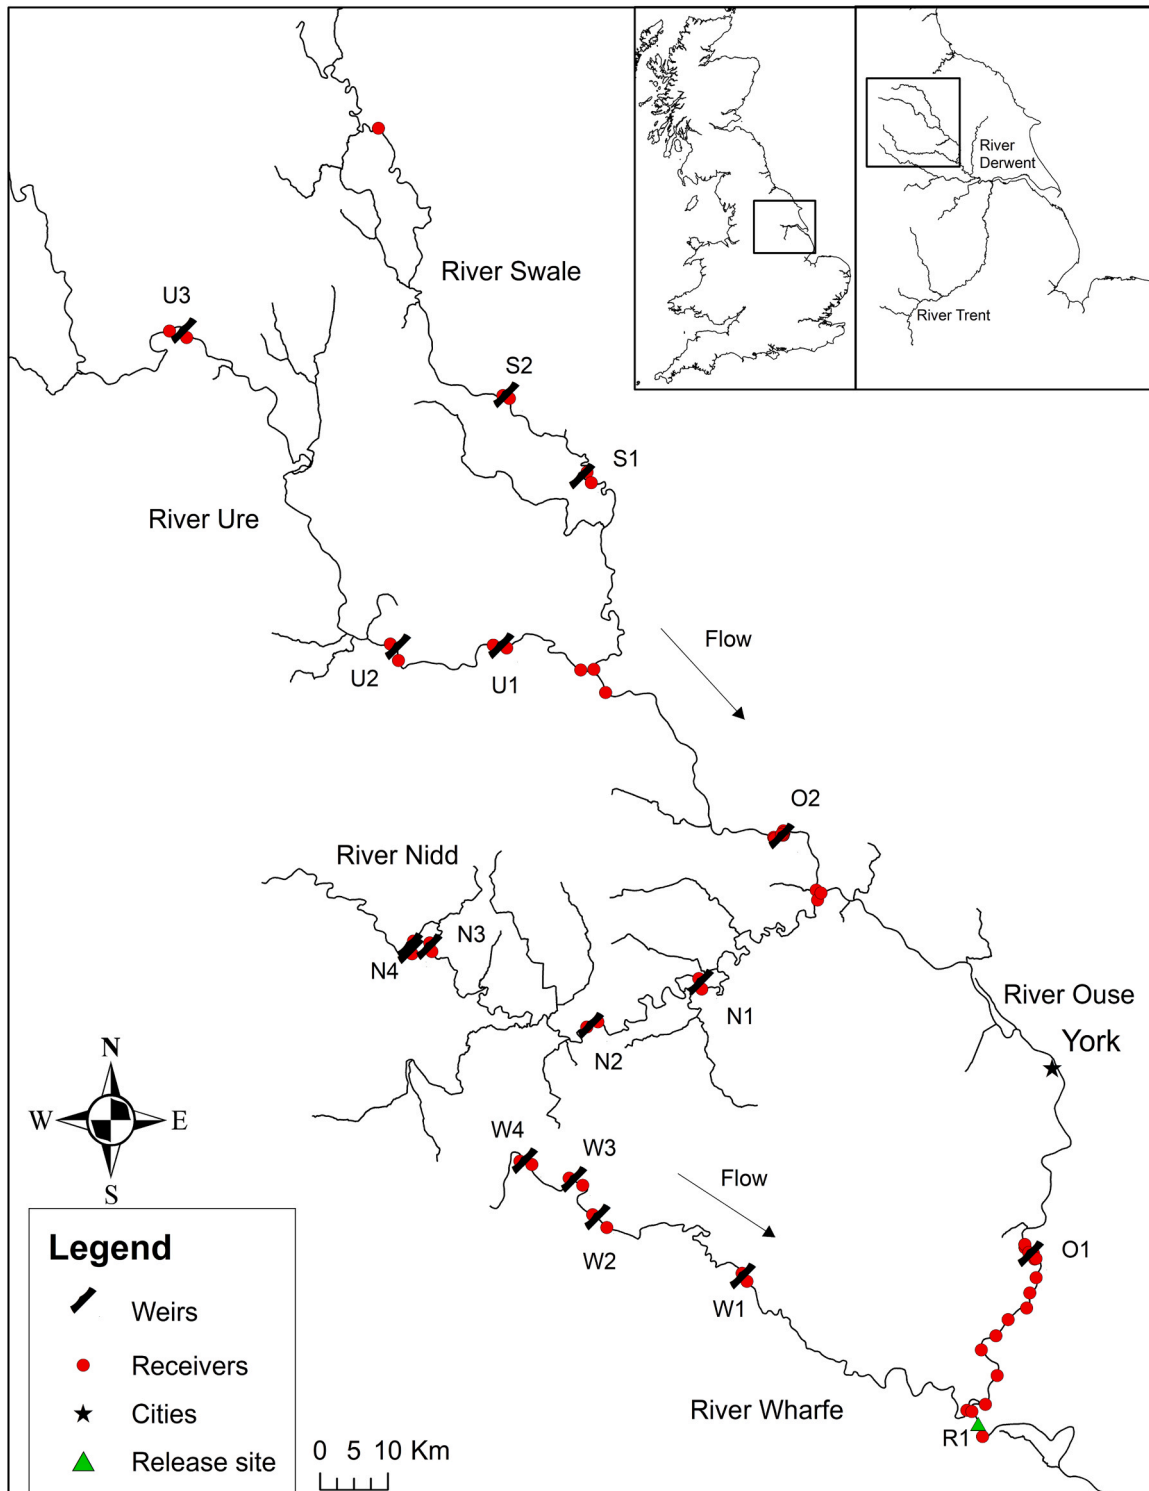 River
Derwent
River Trent
River Swale
U3
S2
S1
River Ure
Flow
U2
U1
O2
River Nidd
N3
N4
N1
River Ouse
York
N2
N
W
E
S
W4
W3
Flow
O1
W2
W1
Legend
Weirs
Receivers
Cities
Release site
River Wharfe
R1
0 5 10 Km